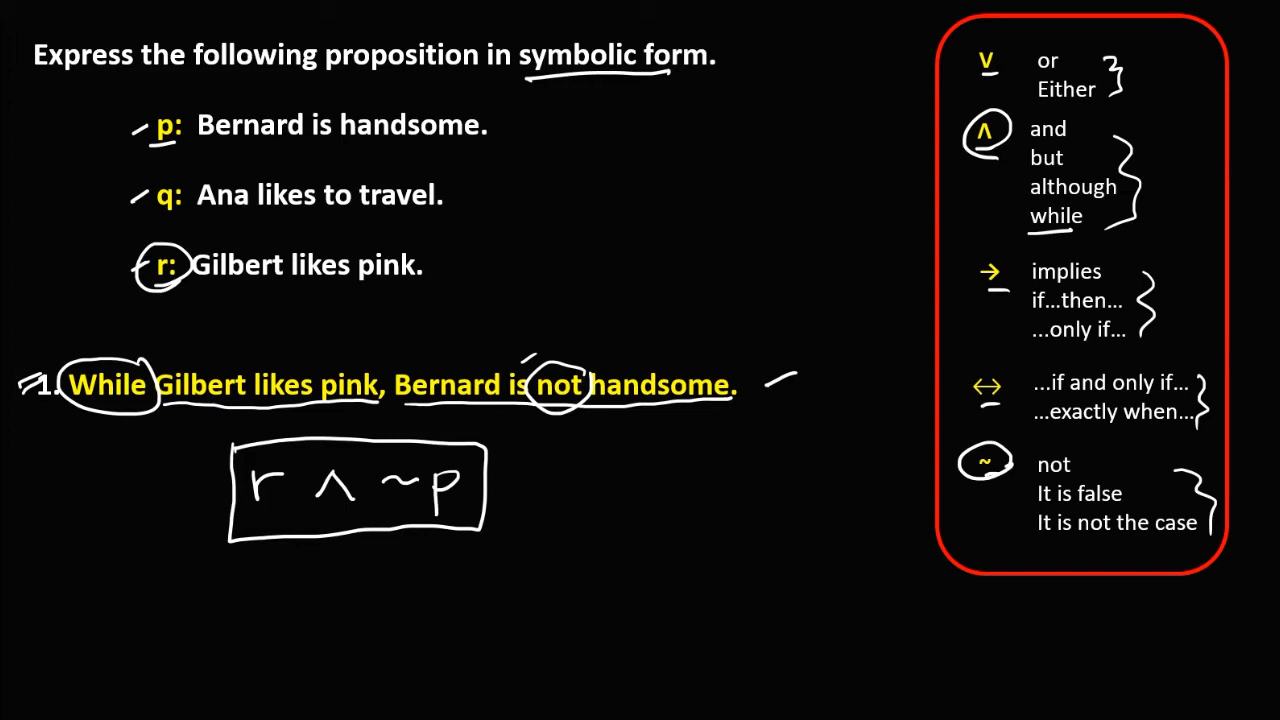 Express the following proposition in symbolic form.
p: Bernard is handsome.
q: Ana likes to travel.
r: Gilbert likes pink.
1. While Gilbert likes pink, Bernard is not handsome.
r ∧ ~p
∨ or
Either
∧ and
but
although
while
→ implies
if...then...
...only if...
↔ ...if and only if...
...exactly when...
~ not
It is false
It is not the case